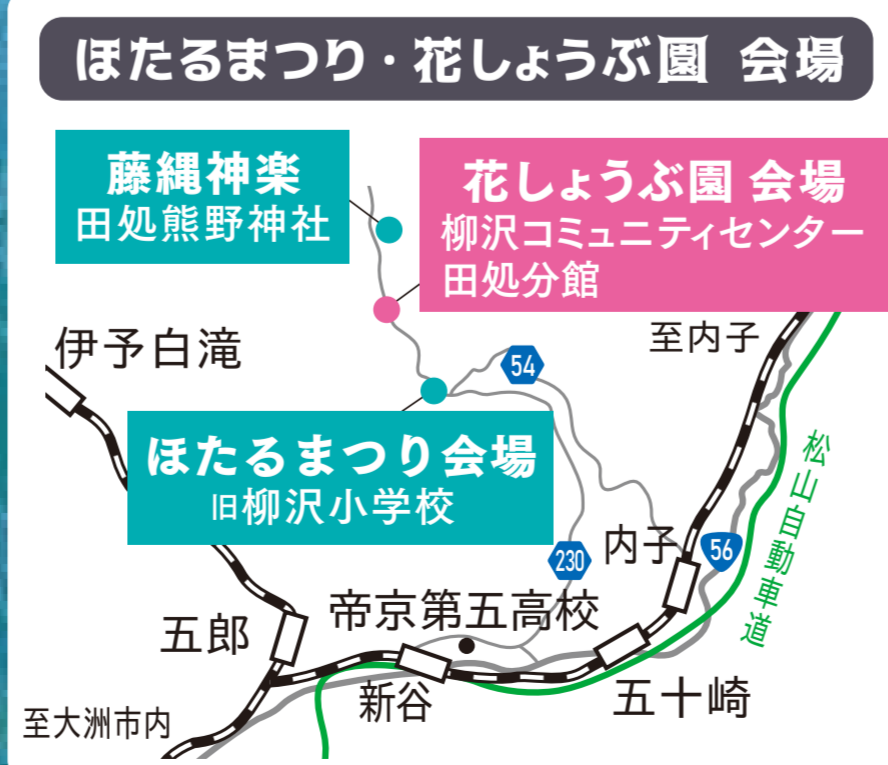 ほたるまつり・花しょうぶ園 会場
藤縄神楽
田処熊野神社
花しょうぶ園 会場
柳沢コミュニティセンター
田処分館
伊予白滝
至内子
54
ほたるまつり会場
旧柳沢小学校
松山自動車道
230
内子
56
帝京第五高校
五郎
新谷
五十崎
至大洲市内